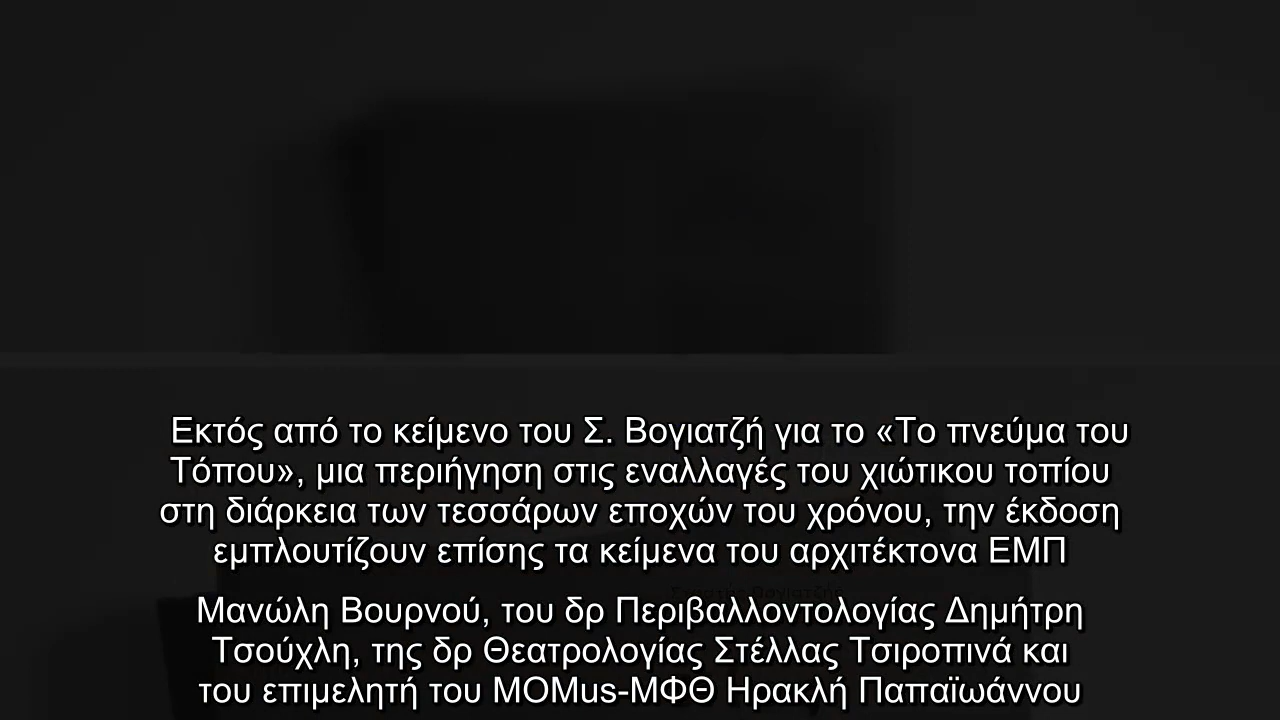 Εκτός από το κείμενο του Σ. Βογιατζή για το «Το πνεύμα του
Τόπου», μια περιήγηση στις εναλλαγές του χιώτικου τοπίου
στη διάρκεια των τεσσάρων εποχών του χρόνου, την έκδοση
εμπλουτίζουν επίσης τα κείμενα του αρχιτέκτονα ΕΜΠ
Μανώλη Βουρνού, του δρ Περιβαλλοντολογίας Δημήτρη
Τσούχλη, της δρ Θεατρολογίας Στέλλας Τσιροπινά και
του επιμελητή του MOMus-ΜΦΘ Ηρακλή Παπαϊωάννου